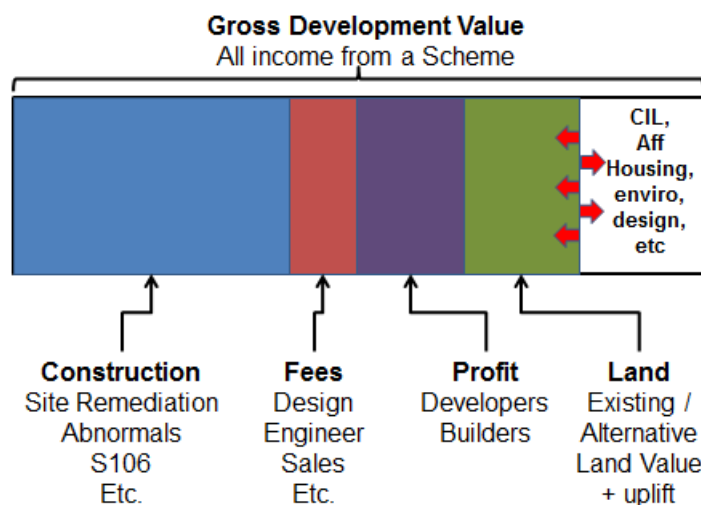 Gross Development Value
All income from a Scheme
CIL,
Aff
Housing,
enviro,
design,
etc
Construction
Site Remediation
Abnormals
S106
Etc.
Fees
Design
Engineer
Sales
Etc.
Profit
Developers
Builders
Land
Existing /
Alternative
Land Value
+ uplift